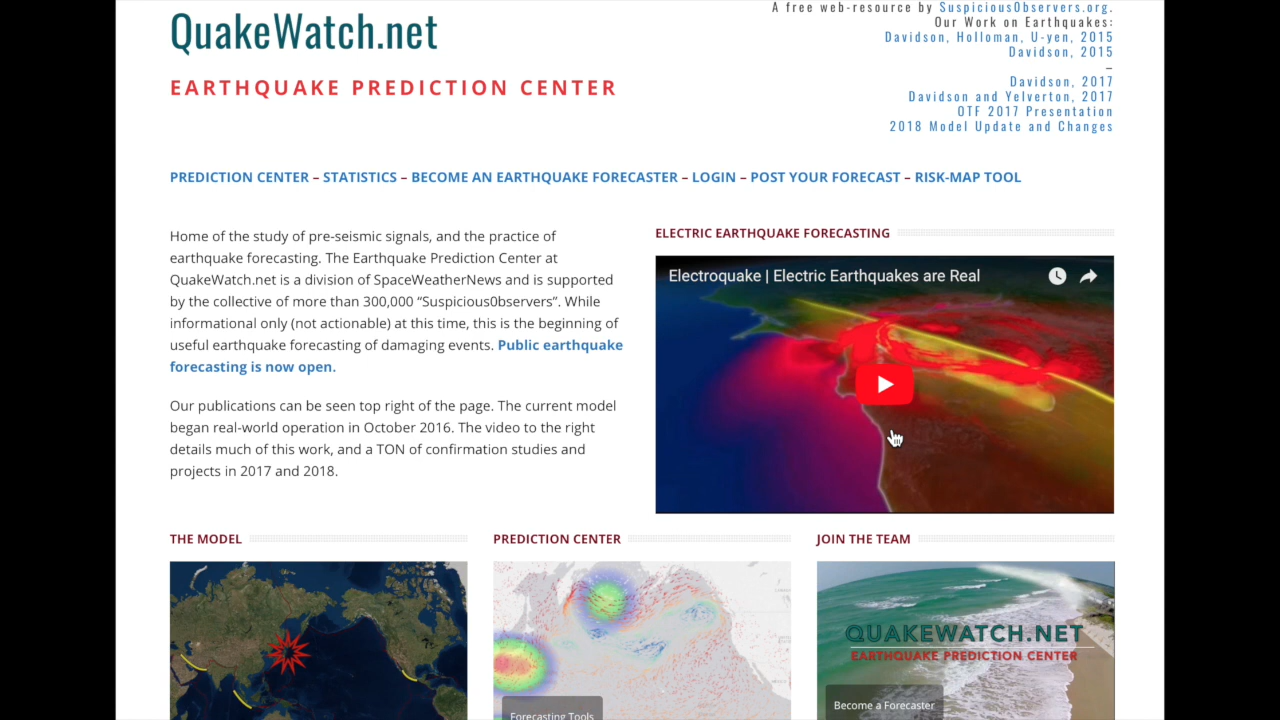 QuakeWatch.net
EARTHQUAKE PREDICTION CENTER
A free web-resource by Suspicious0bservers.org.
Our Work on Earthquakes:
Davidson, Holloman, U-yen, 2015
Davidson, 2015
–
Davidson, 2017
Davidson and Yelverton, 2017
OTF 2017 Presentation
2018 Model Update and Changes
PREDICTION CENTER – STATISTICS – BECOME AN EARTHQUAKE FORECASTER – LOGIN – POST YOUR FORECAST – RISK-MAP TOOL
Home of the study of pre-seismic signals, and the practice of
earthquake forecasting. The Earthquake Prediction Center at
QuakeWatch.net is a division of SpaceWeatherNews and is supported
by the collective of more than 300,000 “Suspicious0bservers”. While
informational only (not actionable) at this time, this is the beginning of
useful earthquake forecasting of damaging events. Public earthquake
forecasting is now open.
Our publications can be seen top right of the page. The current model
began real-world operation in October 2016. The video to the right
details much of this work, and a TON of confirmation studies and
projects in 2017 and 2018.
ELECTRIC EARTHQUAKE FORECASTING
Electroquake | Electric Earthquakes are Real
THE MODEL
PREDICTION CENTER
Forecasting Tools
JOIN THE TEAM
QUAKEWATCH.NET
EARTHQUAKE PREDICTION CENTER
Become a Forecaster